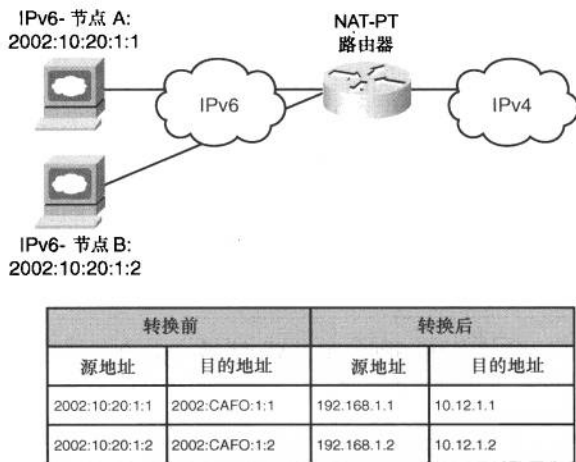 IPv6- 节点 A:
2002:10:20:1:1
NAT-PT
路由器
IPv6
IPv4
IPv6- 节点 B:
2002:10:20:1:2
转换前 转换后
源地址 目的地址 源地址 目的地址
2002:10:20:1:1 2002:CAFO:1:1 192.168.1.1 10.12.1.1
2002:10:20:1:2 2002:CAFO:1:2 192.168.1.2 10.12.1.2